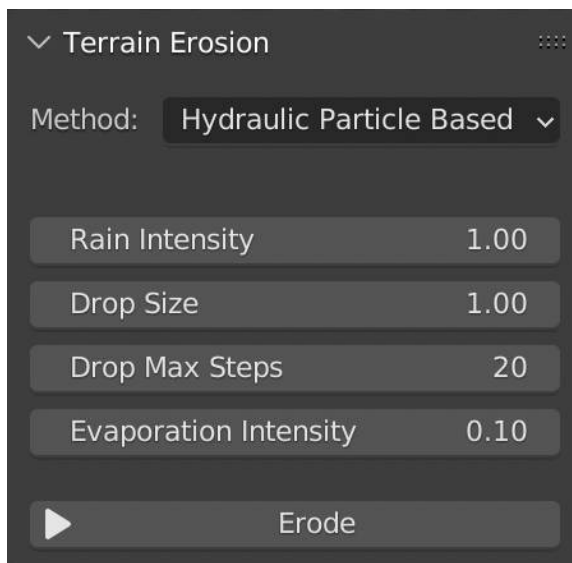 Terrain Erosion
Method: Hydraulic Particle Based
Rain Intensity 1.00
Drop Size 1.00
Drop Max Steps 20
Evaporation Intensity 0.10
Erode